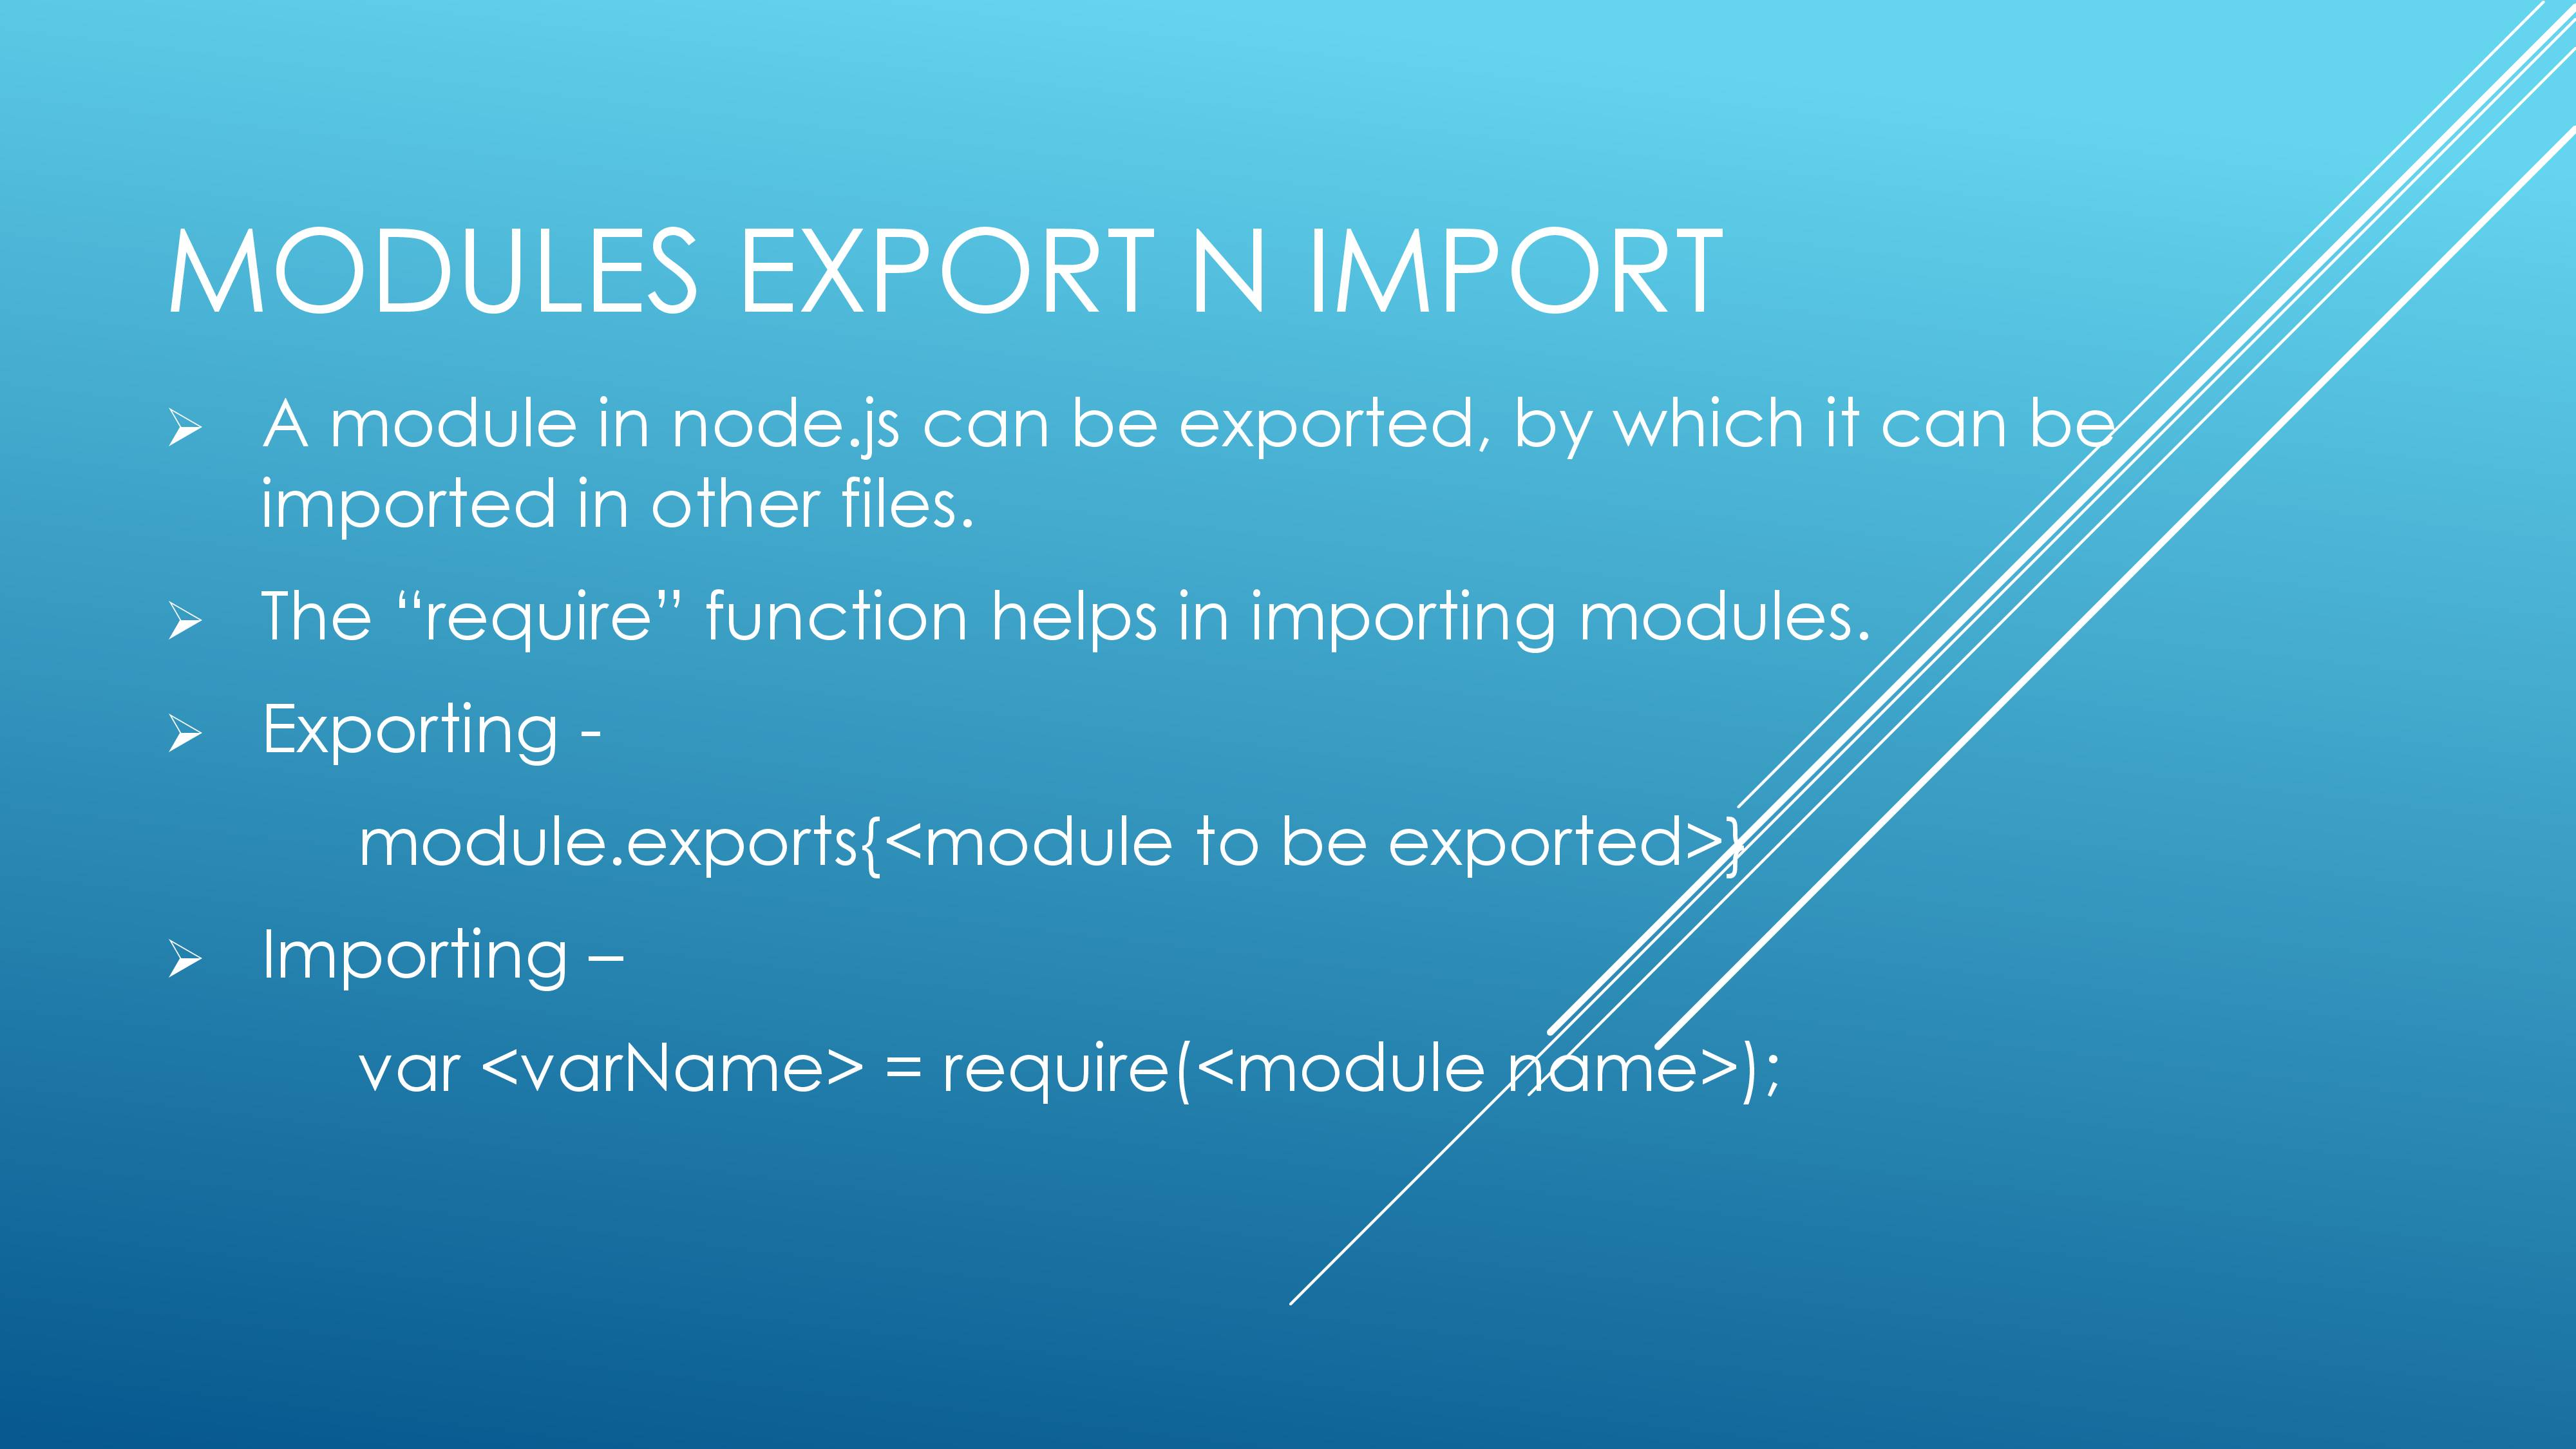 MODULES EXPORT N IMPORT
A module in node.js can be exported, by which it can be
imported in other files.
The “require” function helps in importing modules.
Exporting -
module.exports{<module to be exported>}
Importing –
var <varName> = require(<module name>);